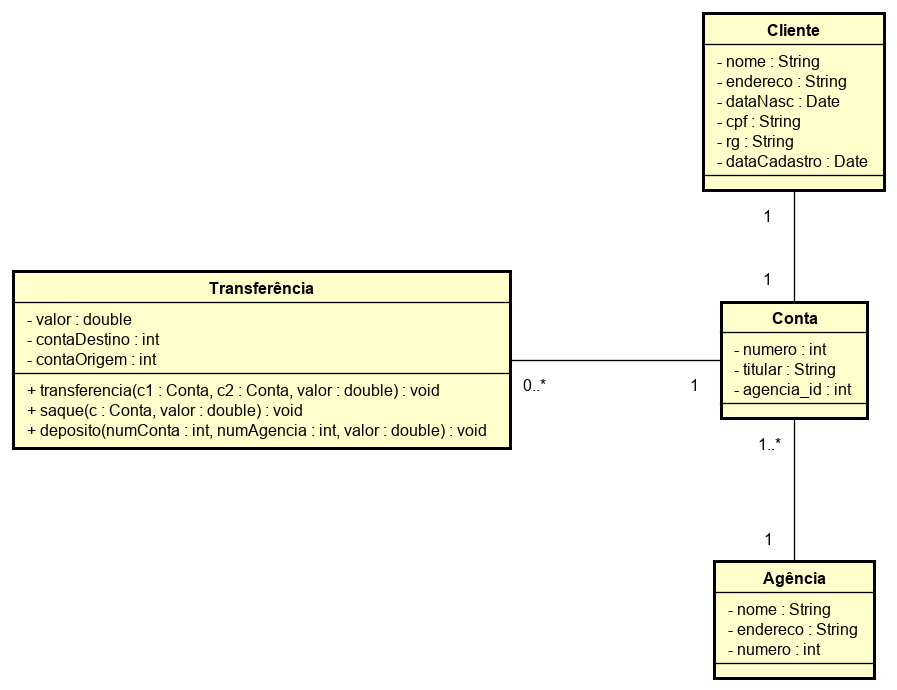 Cliente
- nome : String
- endereco : String
- dataNasc : Date
- cpf : String
- rg : String
- dataCadastro : Date
1
1
Transferência
- valor : double
- contaDestino : int
- contaOrigem : int
+ transferencia(c1 : Conta, c2 : Conta, valor : double) : void
+ saque(c : Conta, valor : double) : void
+ deposito(numConta : int, numAgencia : int, valor : double) : void
0..*
1
Conta
- numero : int
- titular : String
- agencia_id : int
1..*
1
Agência
- nome : String
- endereco : String
- numero : int